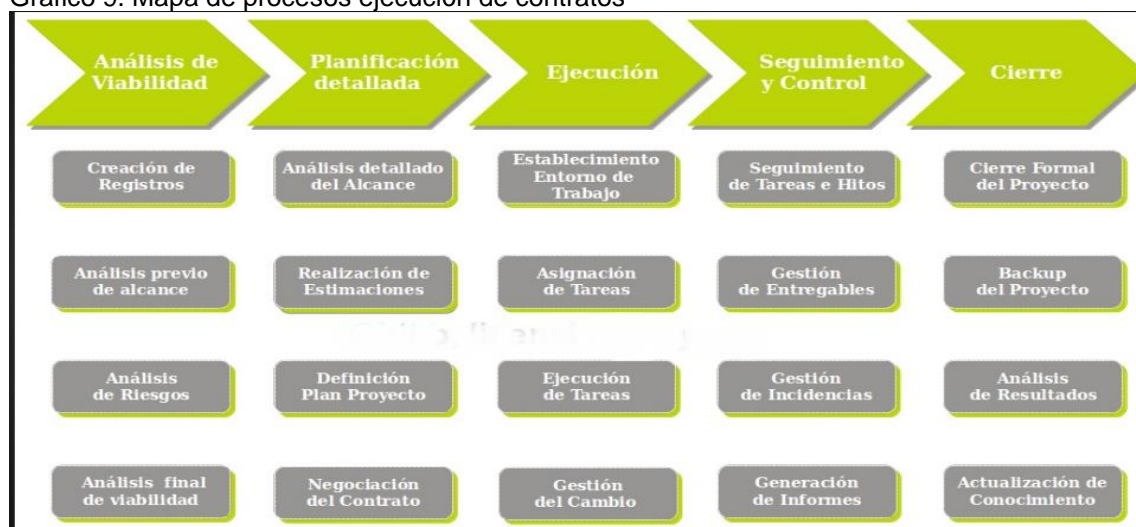 Gráfico 9. Mapa de procesos ejecución de contratos
Análisis de
Viabilidad
Planificación
detallada
Ejecución
Seguimiento
y Control
Cierre
Creación de
Registros
Análisis detallado
del Alcance
Establecimiento
Entorno de
Trabajo
Seguimiento
de Tareas e Hitos
Cierre Formal
del Proyecto
Análisis previo
de alcance
Realización de
Estimaciones
Asignación
de Tareas
Gestión
de Entregables
Backup
del Proyecto
Análisis
de Riesgos
Definición
Plan Proyecto
Ejecución
de Tareas
Gestión
de Incidencias
Análisis
de Resultados
Análisis final
de viabilidad
Negociación
del Contrato
Gestión
del Cambio
Generación
de Informes
Actualización de
Conocimiento